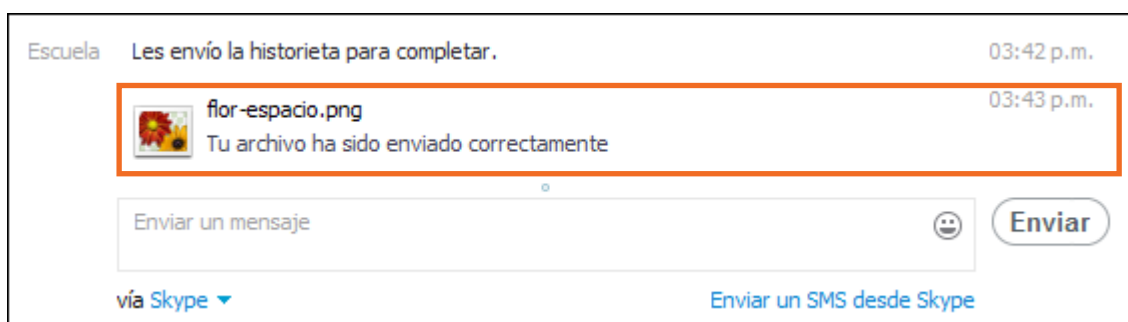 Escuela Les envío la historieta para completar. 03:42 p.m.
flor-espacio.png 03:43 p.m.
Tu archivo ha sido enviado correctamente
Enviar un mensaje Enviar
vía Skype Enviar un SMS desde Skype